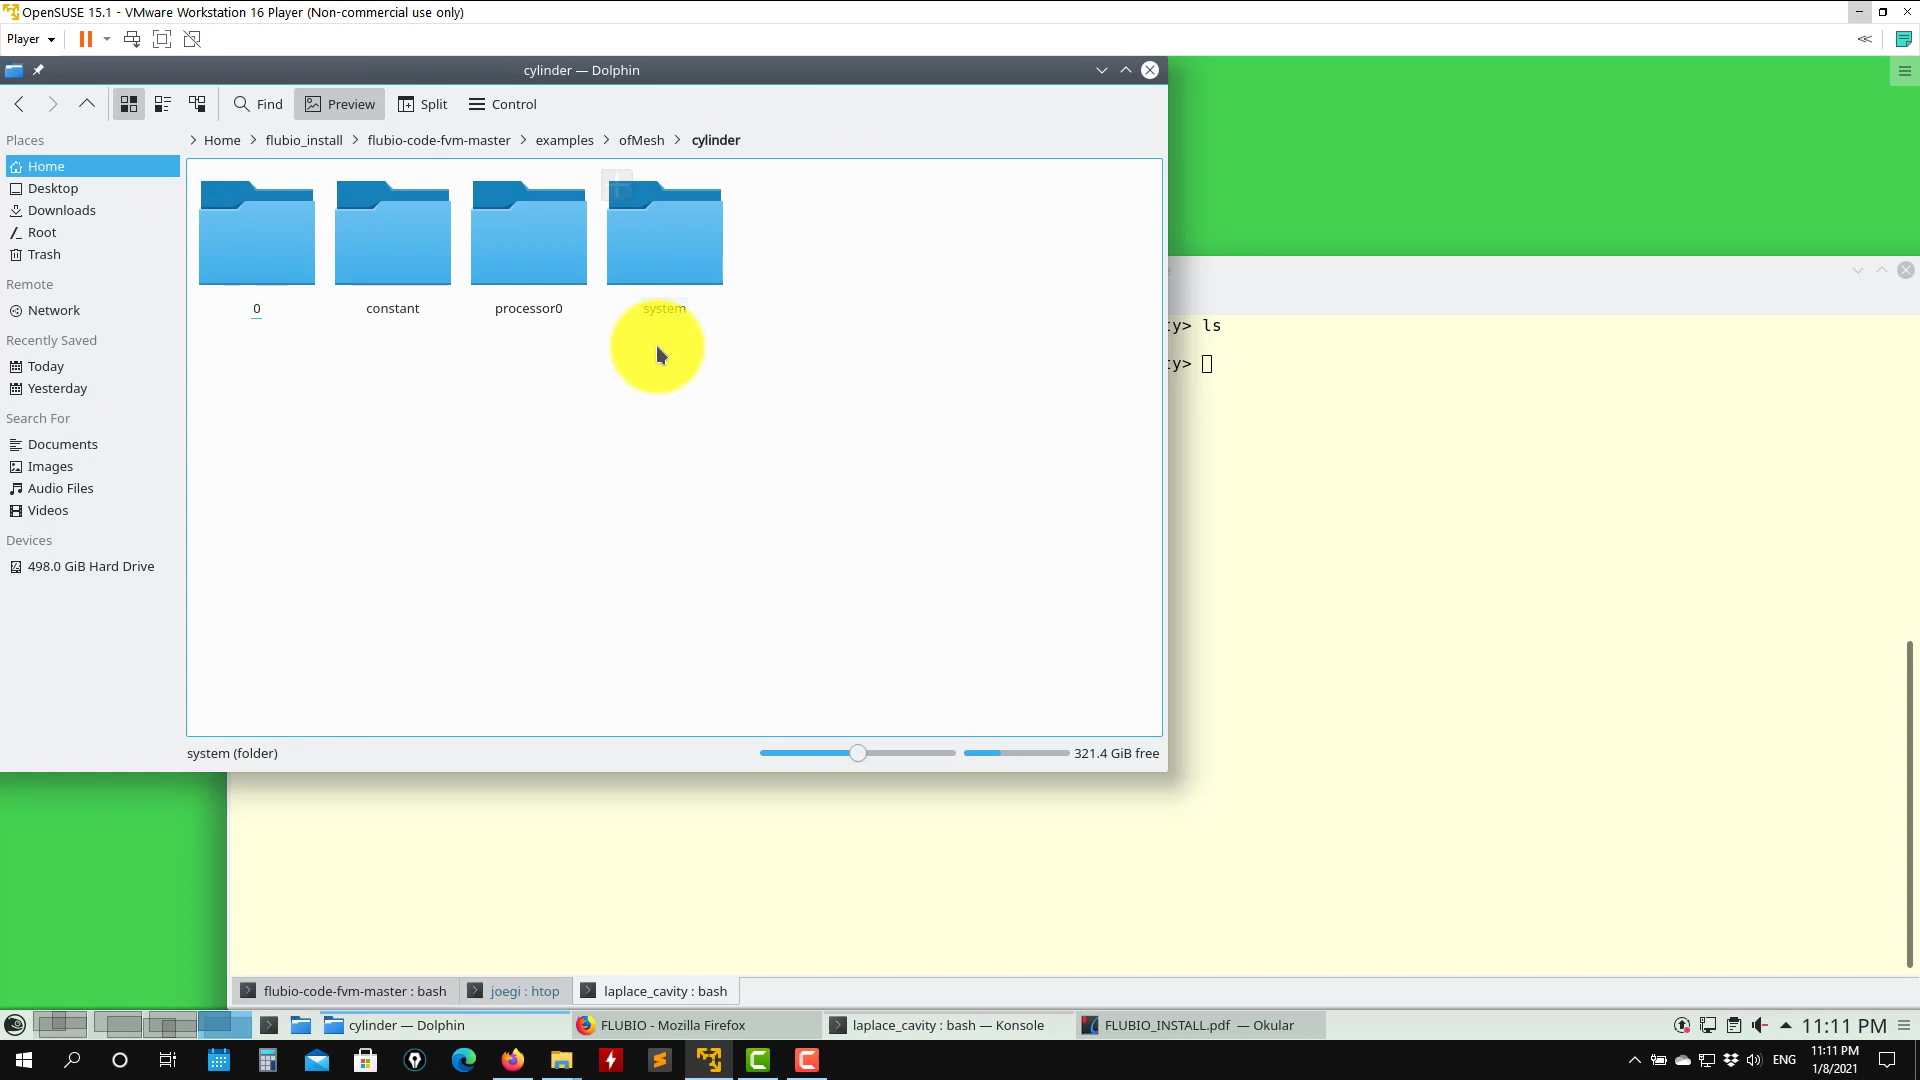 OpenSUSE 15.1 - VMware Workstation 16 Player (Non-commercial use only)
Player
cylinder — Dolphin
Find
Preview
Split
Control
Places
Home
Desktop
Downloads
Root
Trash
Remote
Network
Recently Saved
Today
Yesterday
Search For
Documents
Images
Audio Files
Videos
Devices
498.0 GiB Hard Drive
> Home > flubio_install > flubio-code-fvm-master > examples > ofMesh > cylinder
0
constant
processor0
system
system (folder)
321.4 GiB free
ty> ls
ty>
flubio-code-fvm-master : bash
joegi : htop
laplace_cavity : bash
cylinder — Dolphin
FLUBIO - Mozilla Firefox
laplace_cavity : bash — Konsole
FLUBIO_INSTALL.pdf — Okular
11:11 PM
ENG
11:11 PM
1/8/2021